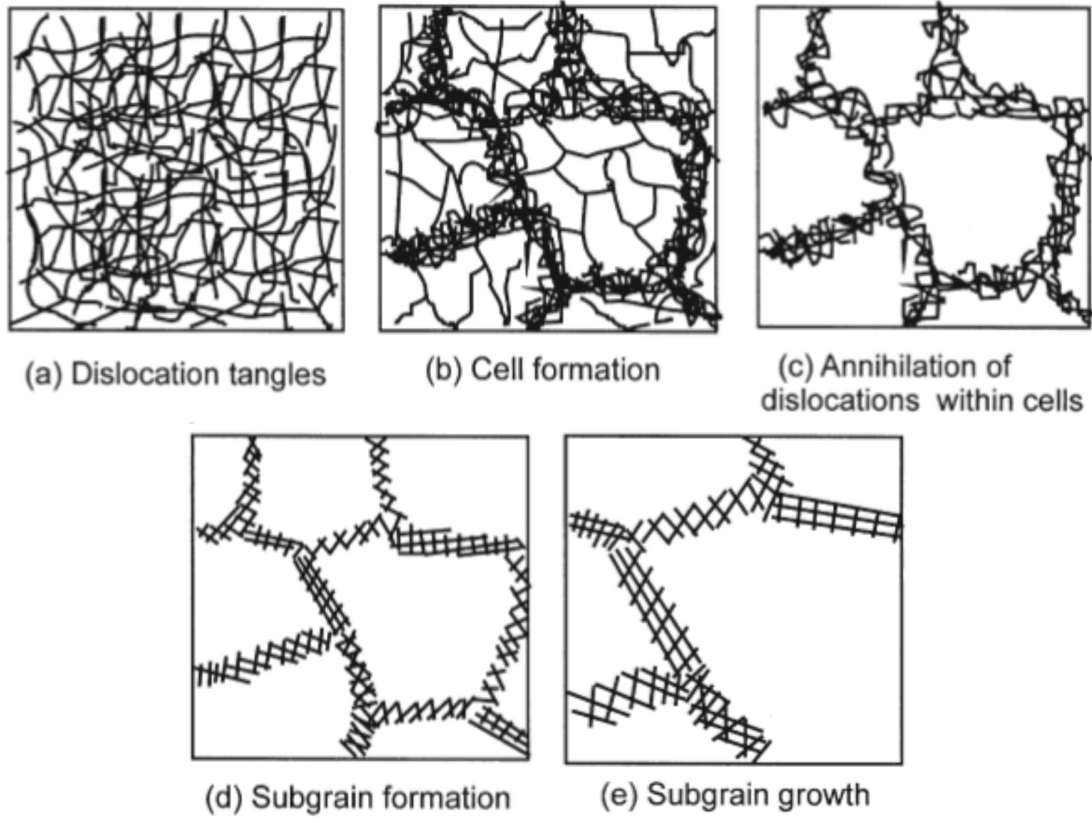 (a) Dislocation tangles
(b) Cell formation
(c) Annihilation of
dislocations within cells
(d) Subgrain formation
(e) Subgrain growth